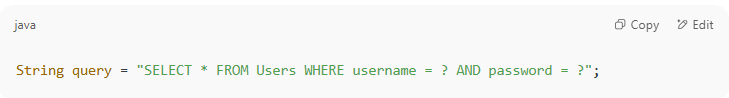 java
Copy
Edit
String query = "SELECT * FROM Users WHERE username = ? AND password = ?";